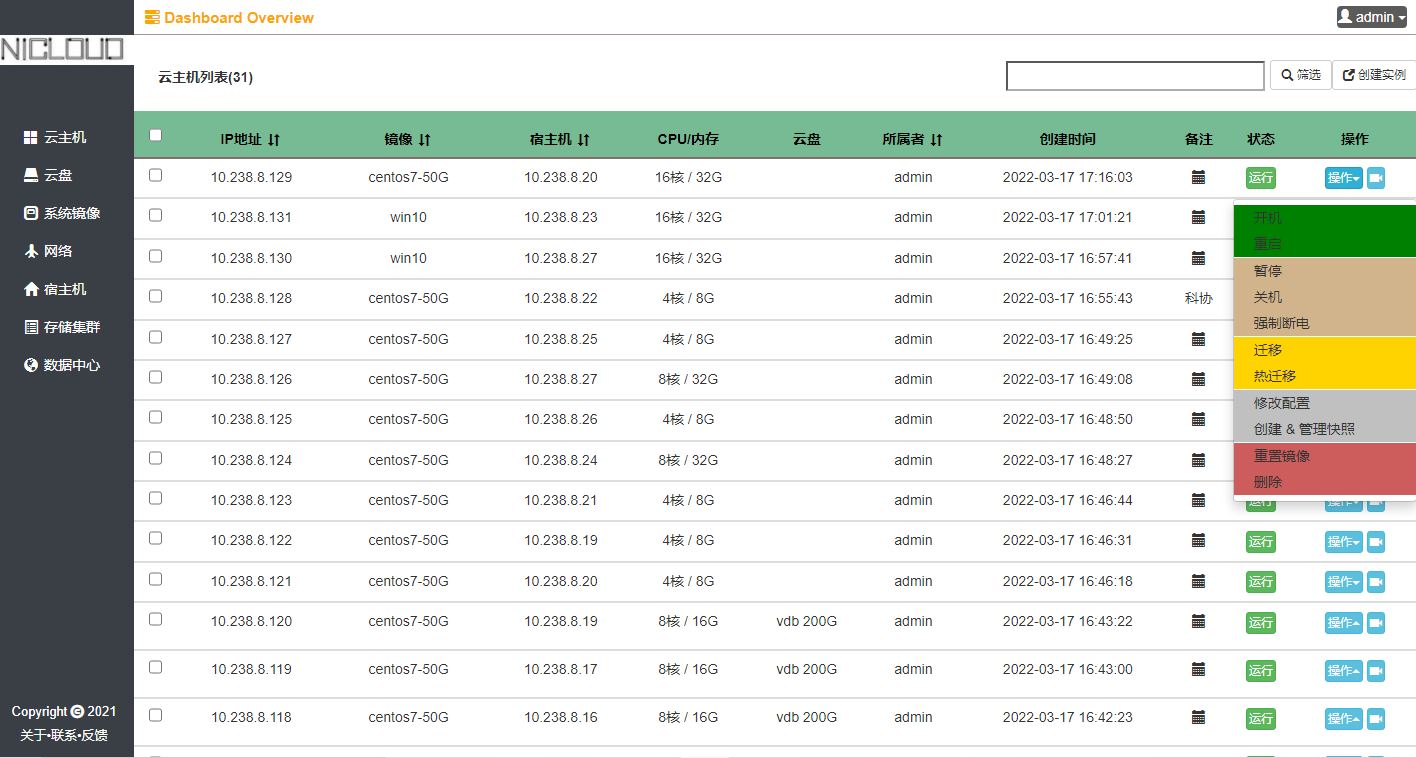 Dashboard Overview
admin
NICLOUD
云主机列表(31)
筛选
创建实例
云主机
云盘
系统镜像
网络
宿主机
存储集群
数据中心
IP地址 镜像 宿主机 CPU/内存 云盘 所属者 创建时间 备注 状态 操作
10.238.8.129 centos7-50G 10.238.8.20 16核 / 32G admin 2022-03-17 17:16:03 运行 操作
10.238.8.131 win10 10.238.8.23 16核 / 32G admin 2022-03-17 17:01:21
10.238.8.130 win10 10.238.8.27 16核 / 32G admin 2022-03-17 16:57:41
10.238.8.128 centos7-50G 10.238.8.22 4核 / 8G admin 2022-03-17 16:55:43 科协
10.238.8.127 centos7-50G 10.238.8.25 4核 / 8G admin 2022-03-17 16:49:25
10.238.8.126 centos7-50G 10.238.8.27 8核 / 32G admin 2022-03-17 16:49:08
10.238.8.125 centos7-50G 10.238.8.26 4核 / 8G admin 2022-03-17 16:48:50
10.238.8.124 centos7-50G 10.238.8.24 8核 / 32G admin 2022-03-17 16:48:27
10.238.8.123 centos7-50G 10.238.8.21 4核 / 8G admin 2022-03-17 16:46:44 运行 操作
10.238.8.122 centos7-50G 10.238.8.19 4核 / 8G admin 2022-03-17 16:46:31 运行 操作
10.238.8.121 centos7-50G 10.238.8.20 4核 / 8G admin 2022-03-17 16:46:18 运行 操作
10.238.8.120 centos7-50G 10.238.8.19 8核 / 16G vdb 200G admin 2022-03-17 16:43:22 运行 操作
10.238.8.119 centos7-50G 10.238.8.17 8核 / 16G vdb 200G admin 2022-03-17 16:43:00 运行 操作
10.238.8.118 centos7-50G 10.238.8.16 8核 / 16G vdb 200G admin 2022-03-17 16:42:23 运行 操作
开机
重启
暂停
关机
强制断电
迁移
热迁移
修改配置
创建 & 管理快照
重置镜像
删除
Copyright 2021
关于•联系•反馈